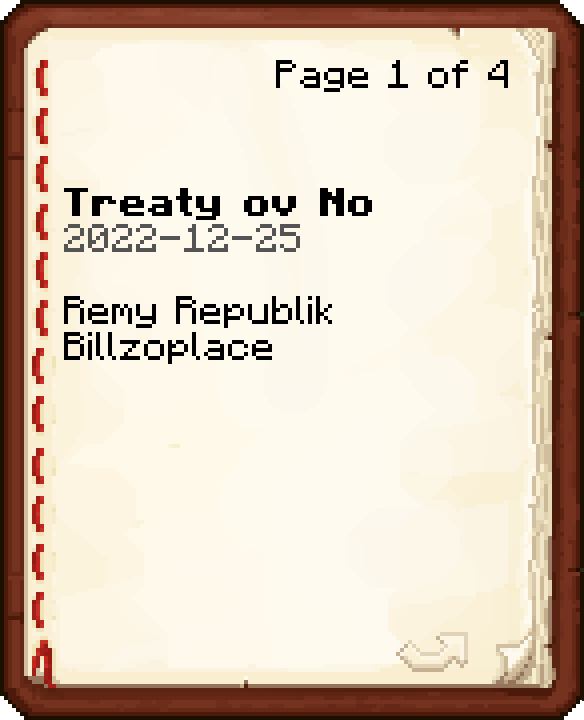 Page 1 of 4
Treaty ov No
2022-12-25
Remy Republik
Billzoplace